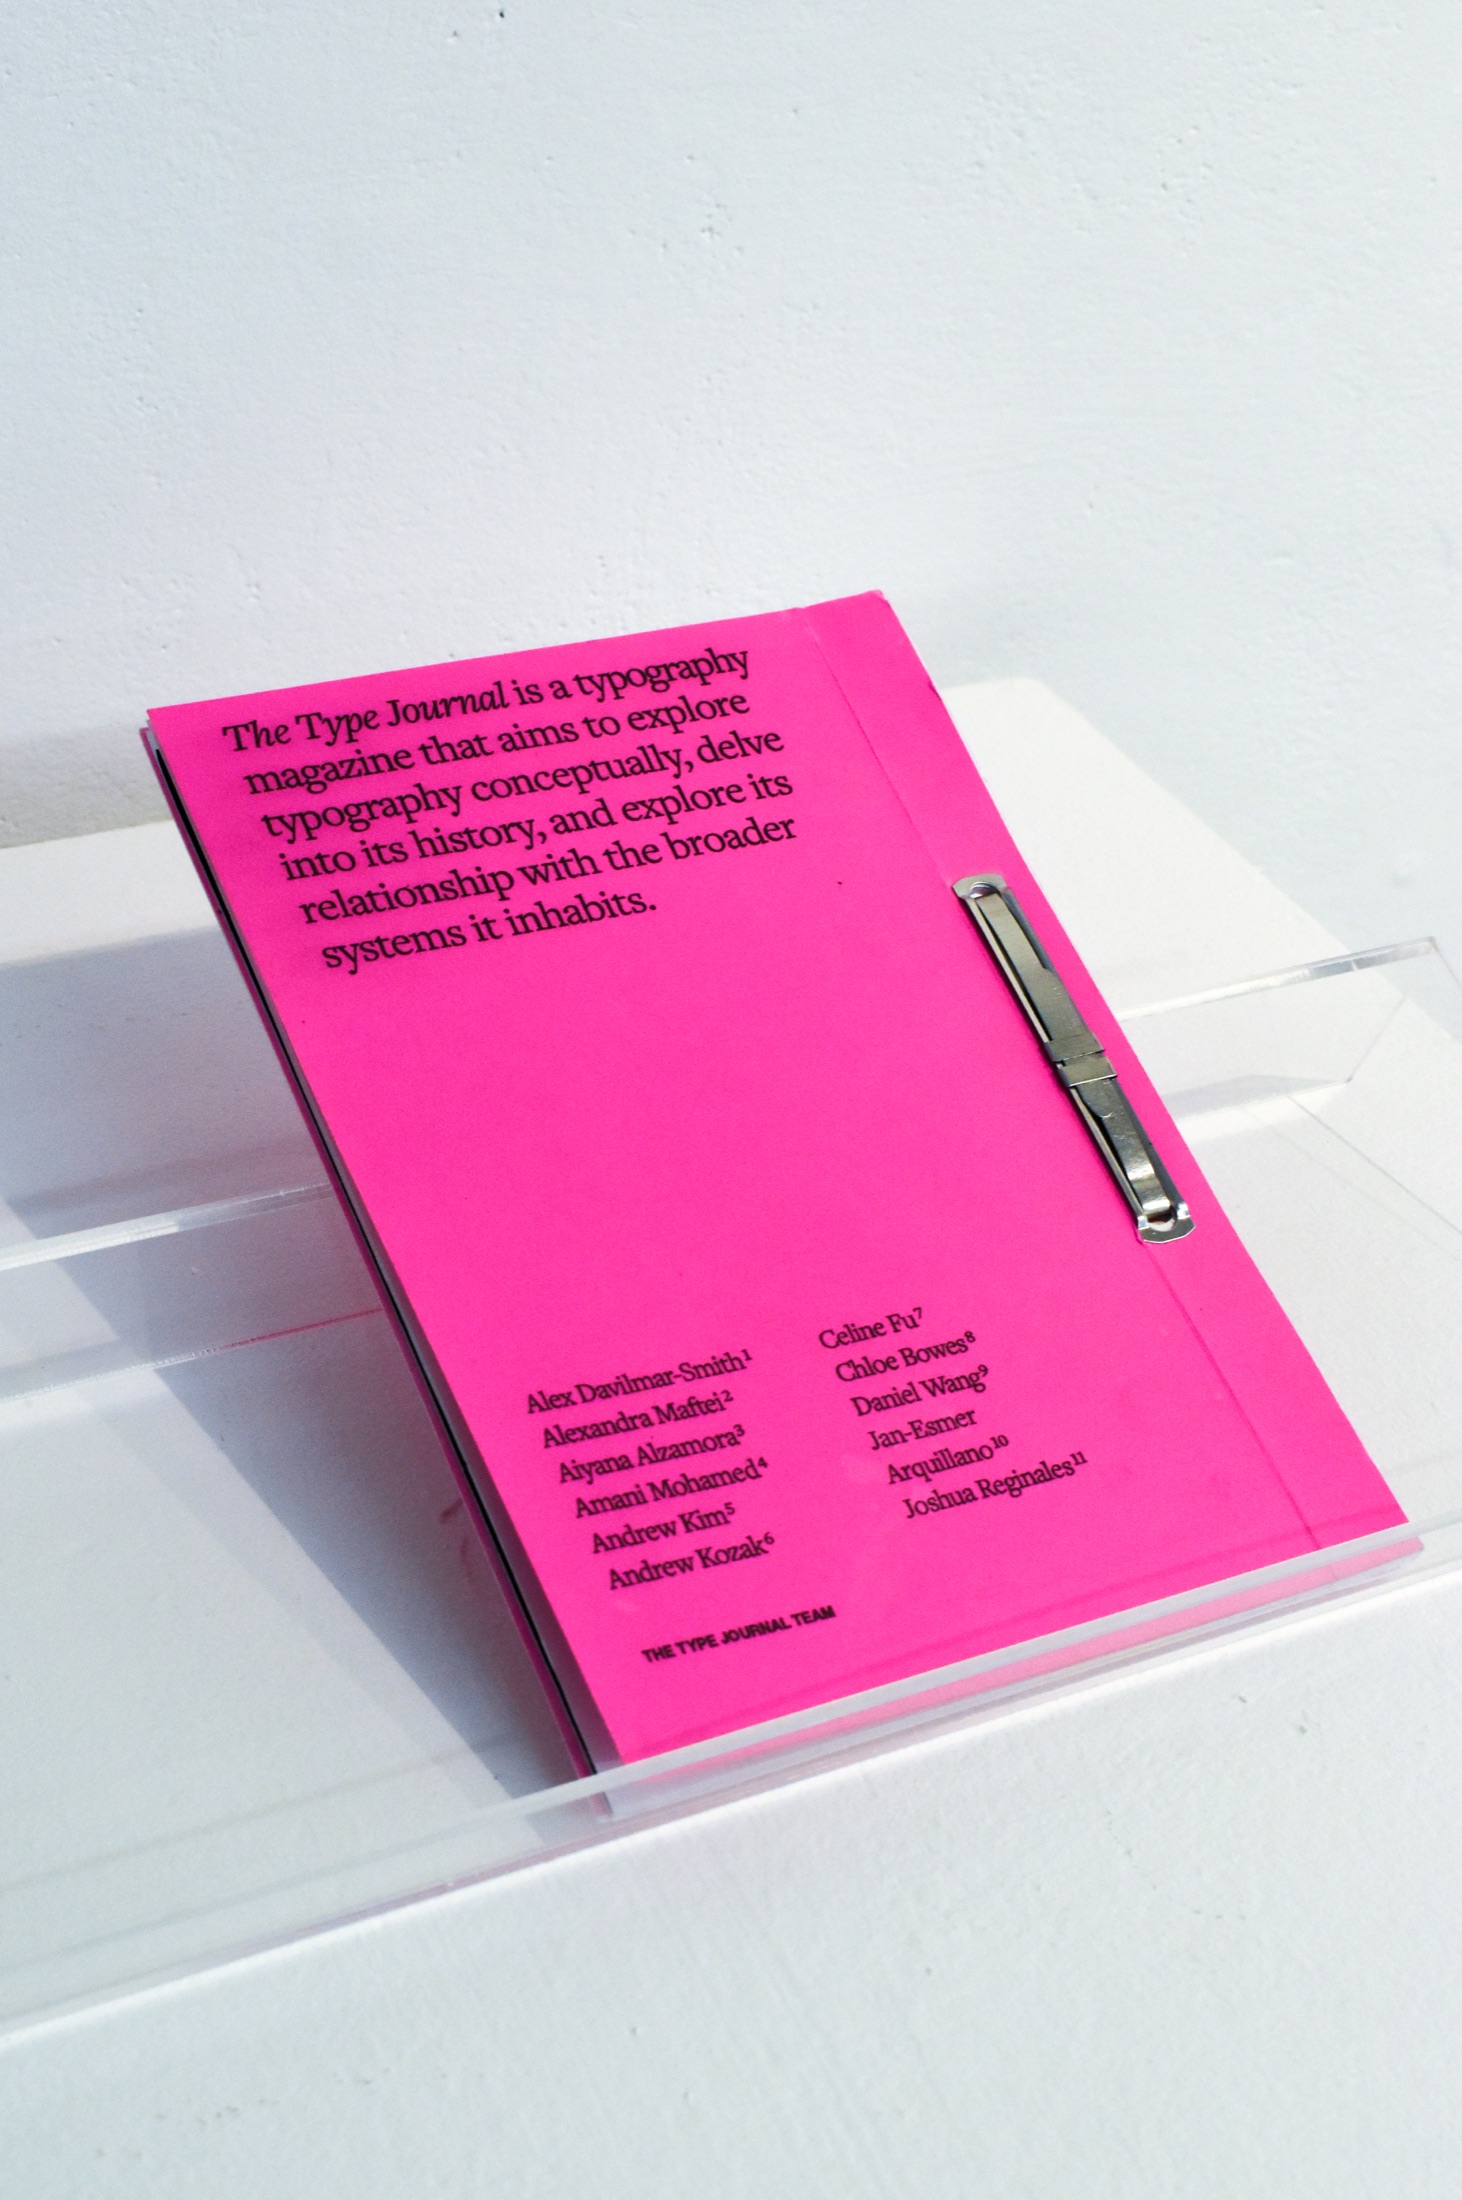 The Type Journal is a typography
magazine that aims to explore
typography conceptually, delve
into its history, and explore its
relationship with the broader
systems it inhabits.
Alex Davilmar-Smith¹
Alexandra Maftei²
Aiyana Alzamora³
Amani Mohamed⁴
Andrew Kim⁵
Andrew Kozak⁶
Celine Fu⁷
Chloe Bowes⁸
Daniel Wang⁹
Jan-Esmer
Arquillano¹⁰
Joshua Reginales¹¹
THE TYPE JOURNAL TEAM